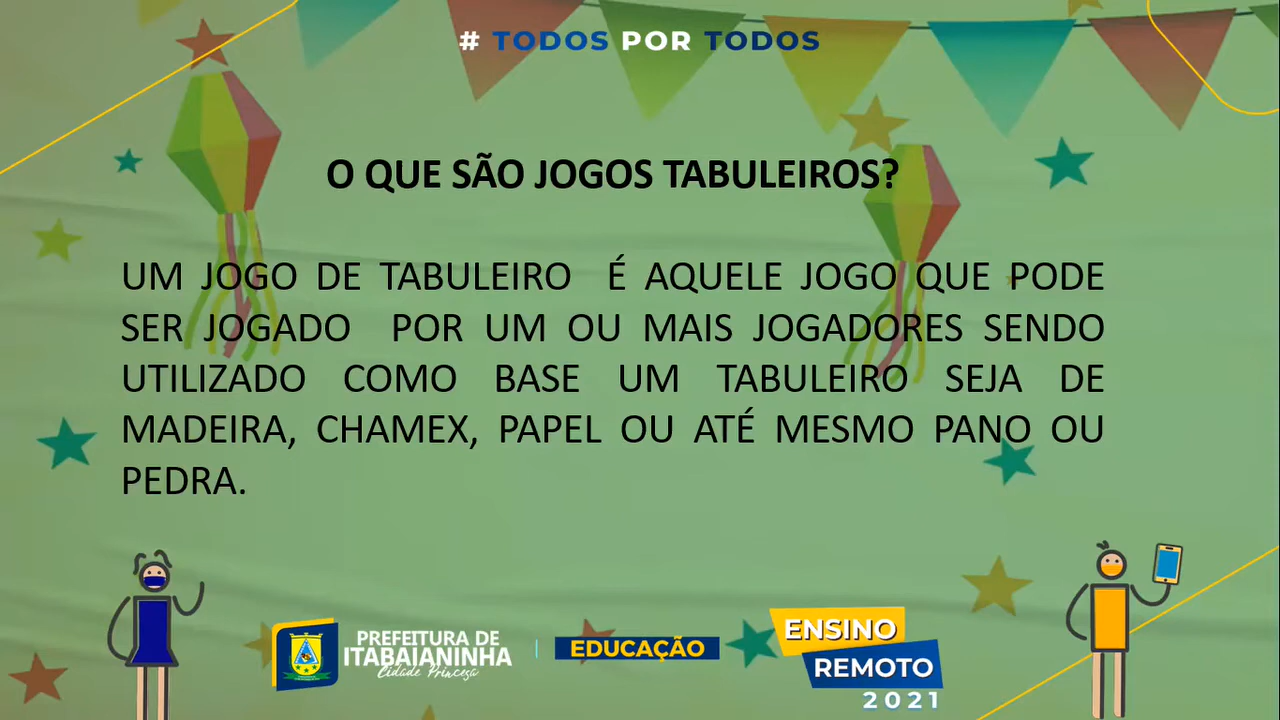 # TODOS POR TODOS
O QUE SÃO JOGOS TABULEIROS?
UM JOGO DE TABULEIRO É AQUELE JOGO QUE PODE
SER JOGADO POR UM OU MAIS JOGADORES SENDO
UTILIZADO COMO BASE UM TABULEIRO SEJA DE
MADEIRA, CHAMEX, PAPEL OU ATÉ MESMO PANO OU
PEDRA.
PREFEITURA DE
ITABAIANINHA
Cidade Princesa
EDUCAÇÃO
ENSINO
REMOTO
2021